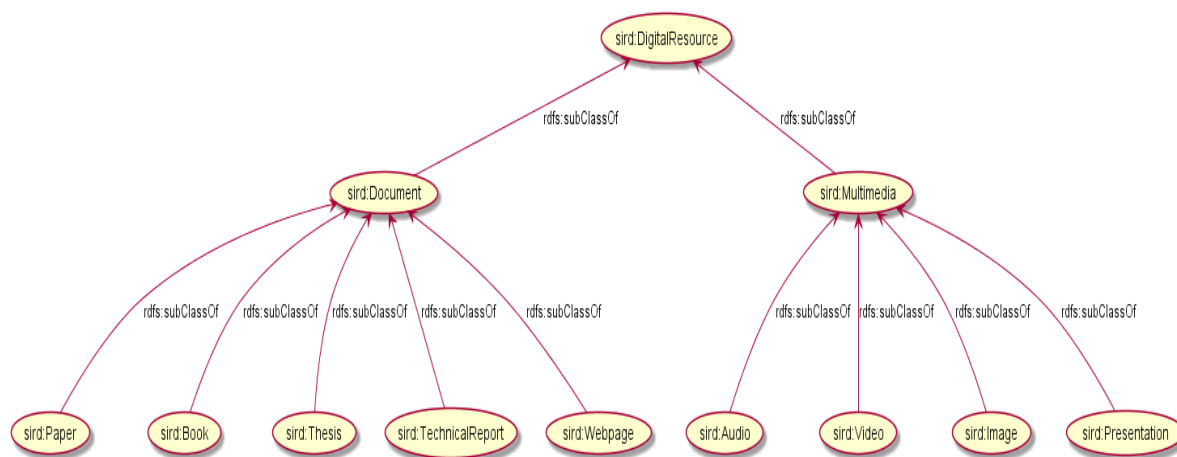 sird:DigitalResource
rdfs:subClassOf
rdfs:subClassOf
sird:Document
sird:Multimedia
rdfs:subClassOf
rdfs:subClassOf
rdfs:subClassOf
rdfs:subClassOf
rdfs:subClassOf
rdfs:subClassOf
rdfs:subClassOf
rdfs:subClassOf
rdfs:subClassOf
sird:Paper
sird:Book
sird:Thesis
sird:TechnicalReport
sird:Webpage
sird:Audio
sird:Video
sird:Image
sird:Presentation